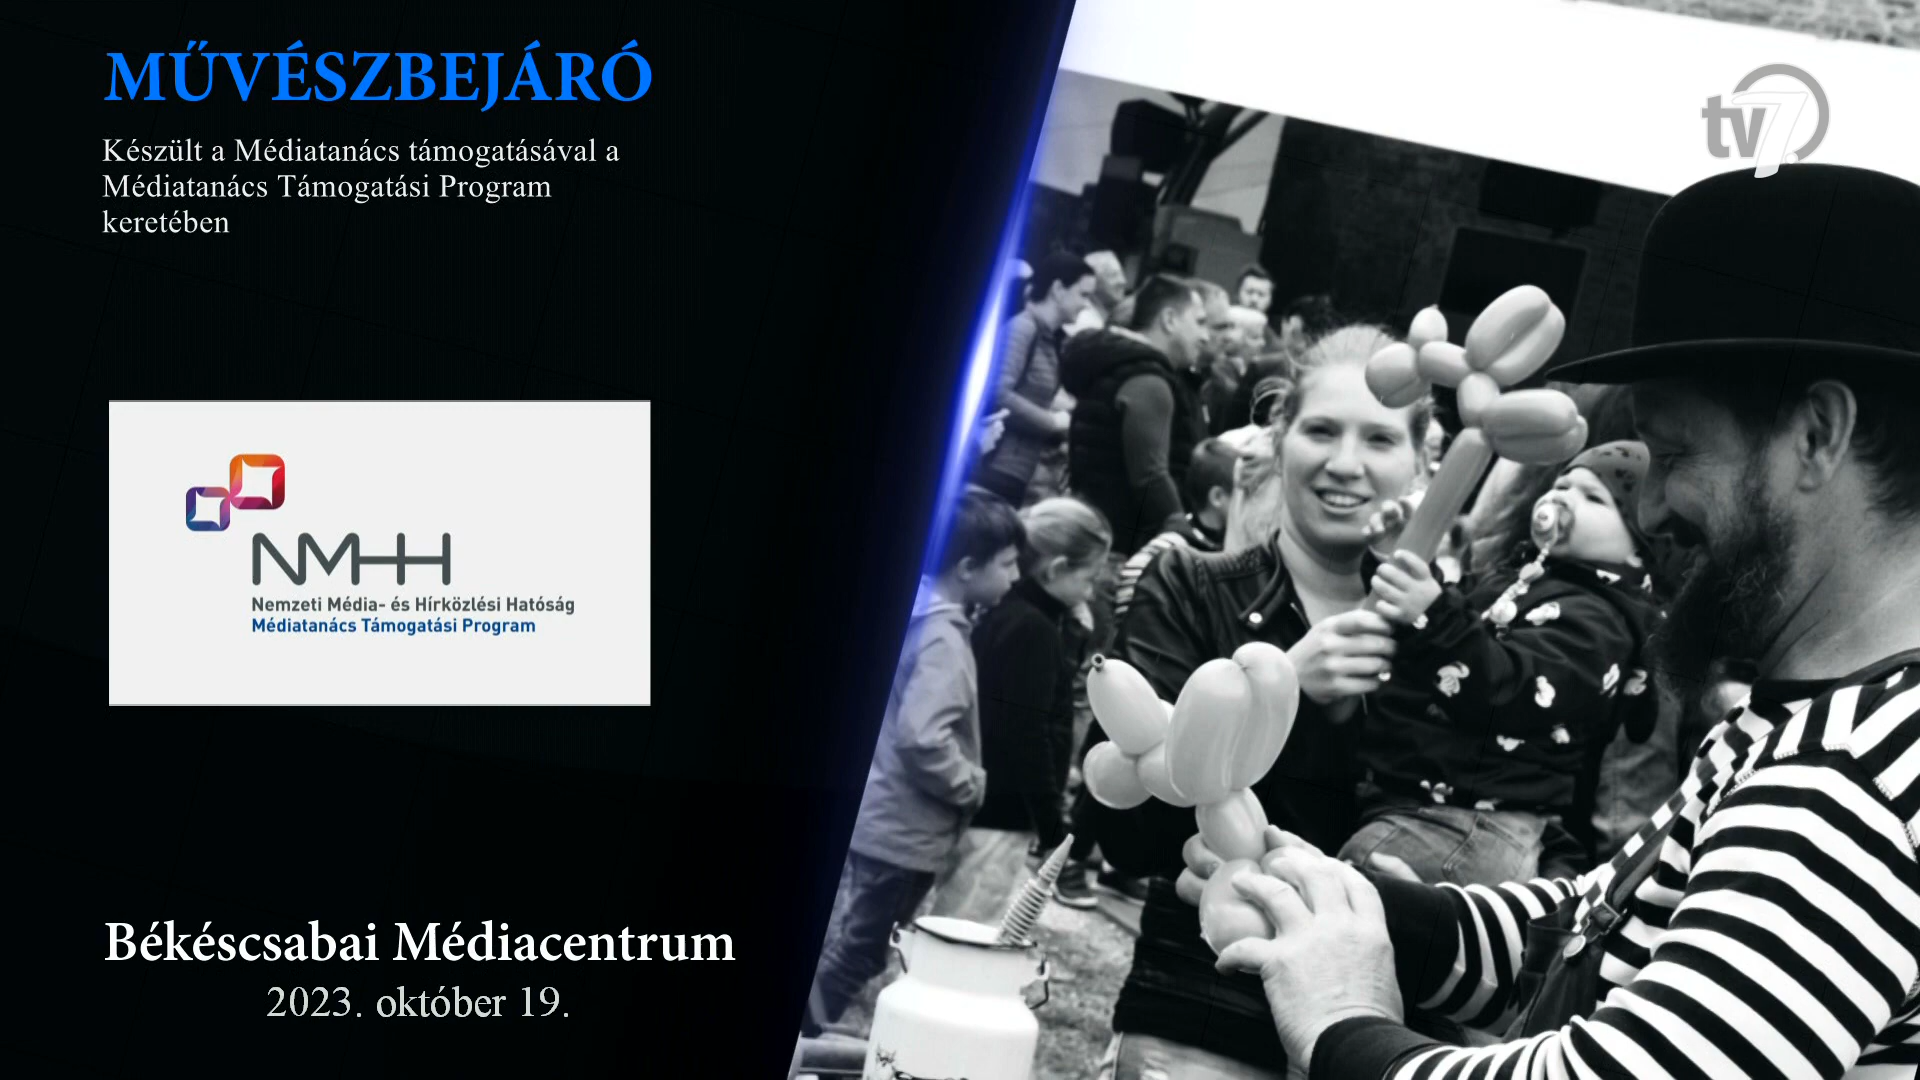 MŰVÉSZBEJÁRÓ
Készült a Médiatanács támogatásával a
Médiatanács Támogatási Program
keretében
NMHH
Nemzeti Média- és Hírközlési Hatóság
Médiatanács Támogatási Program
Békéscsabai Médiacentrum
2023. október 19.
tv7.